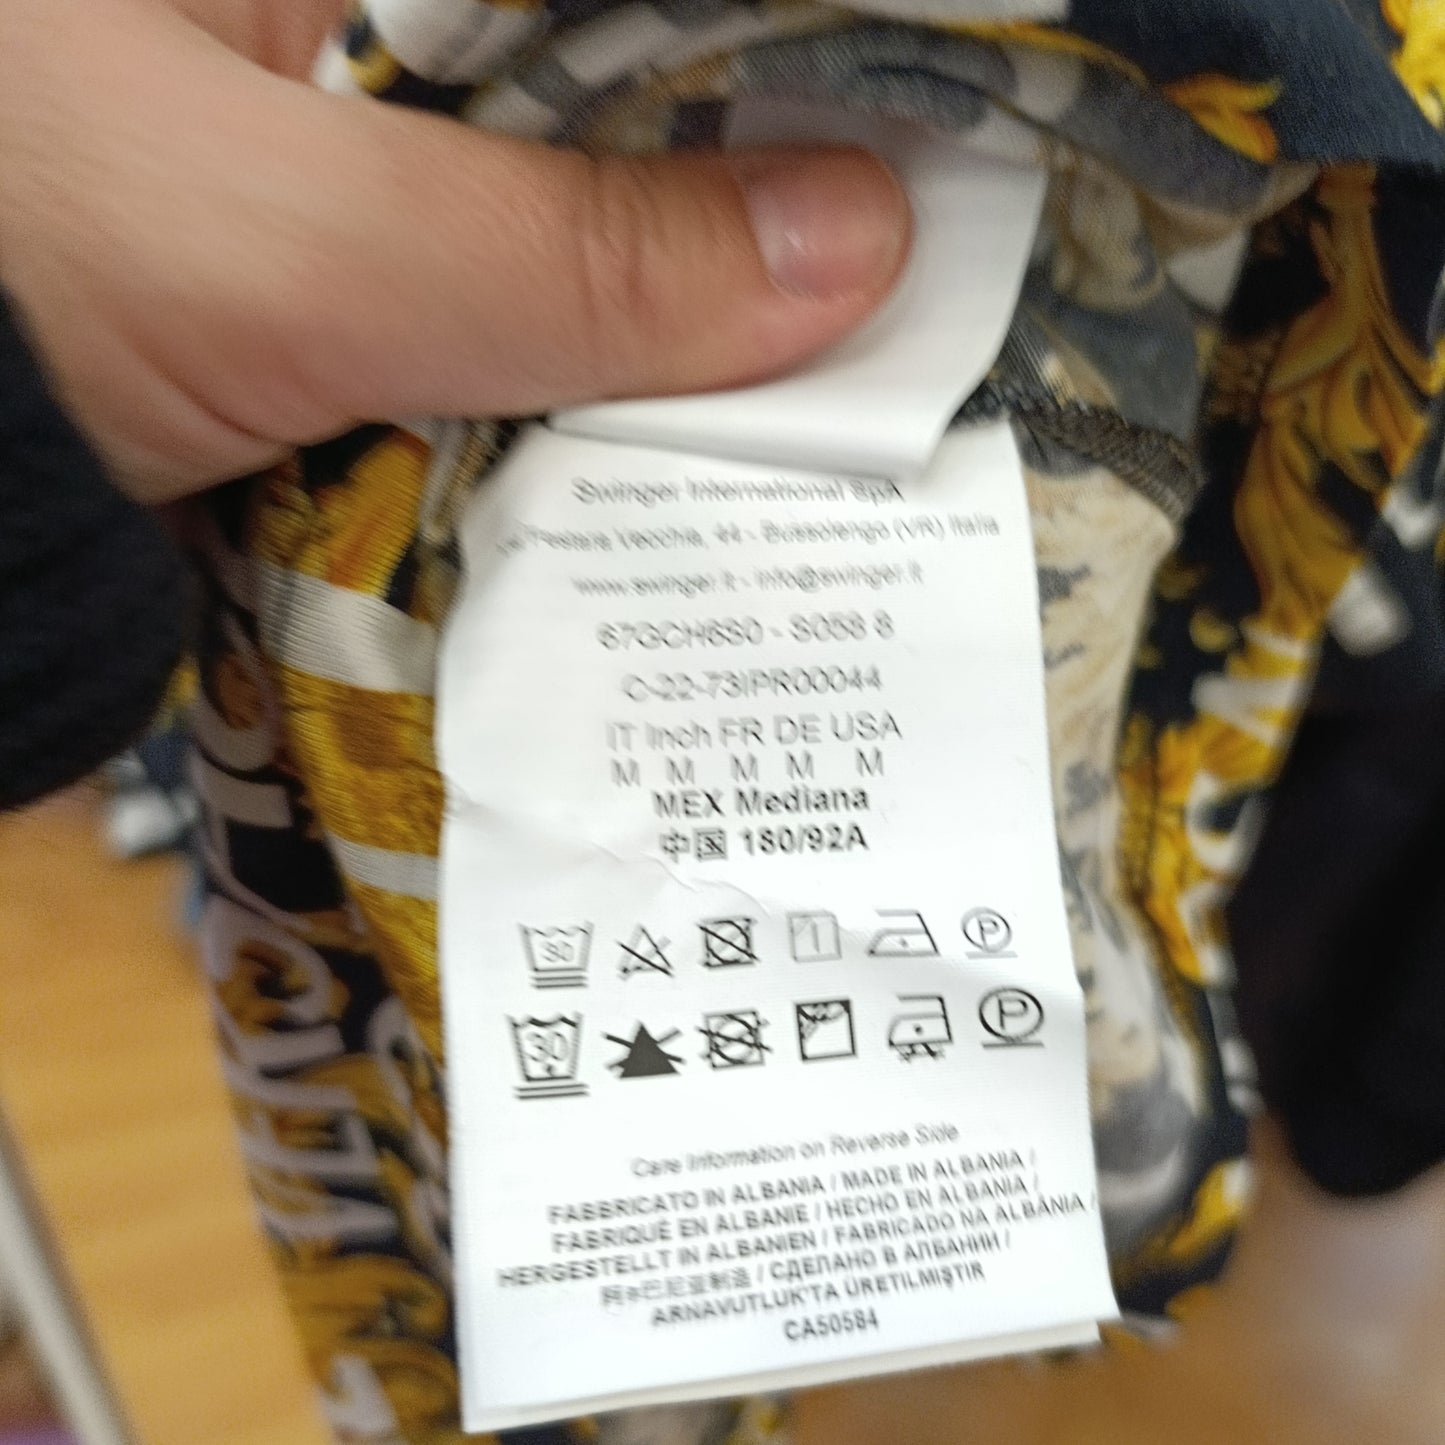 Swinger International SpA
Vecchia, 44 - Bussolengo (VR) Italia
www.swinger.it - info@swinger.it
67GCH6S0 - S058 8
C-22-73IPR00044
IT Inch FR DE USA
M M M M M
MEX Mediana
中国 180/92A
30 1 P
30 P
Care Information on Reverse Side
FABBRICATO IN ALBANIA / MADE IN ALBANIA /
FABRIQUÉ EN ALBANIE / HECHO EN ALBANIA /
HERGESTELLT IN ALBANIEN / FABRICADO NA ALBÂNIA /
阿尔巴尼亚制造 / СДЕЛАНО В АЛБАНИИ /
ARNAVUTLUK'TA ÜRETILMIŞTIR
CA50584